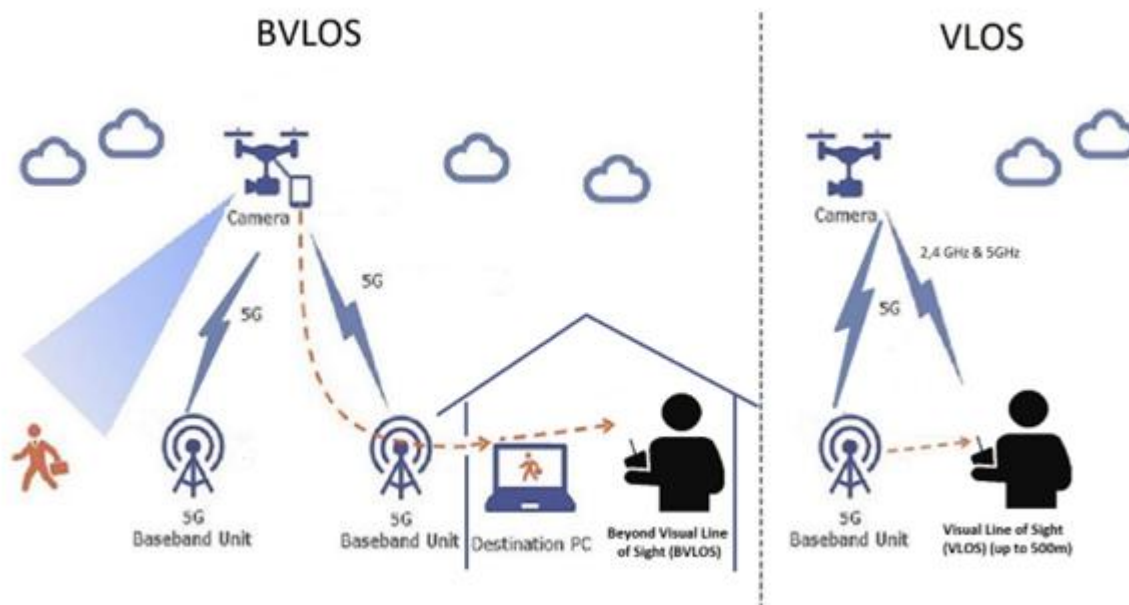 BVLOS
VLOS
Camera
Camera
5G
5G
2,4 GHz & 5GHz
5G
5G
Baseband Unit
5G
Baseband Unit
Destination PC
Beyond Visual Line
of Sight (BVLOS)
5G
Baseband Unit
Visual Line of Sight
(VLOS) (up to 500m)